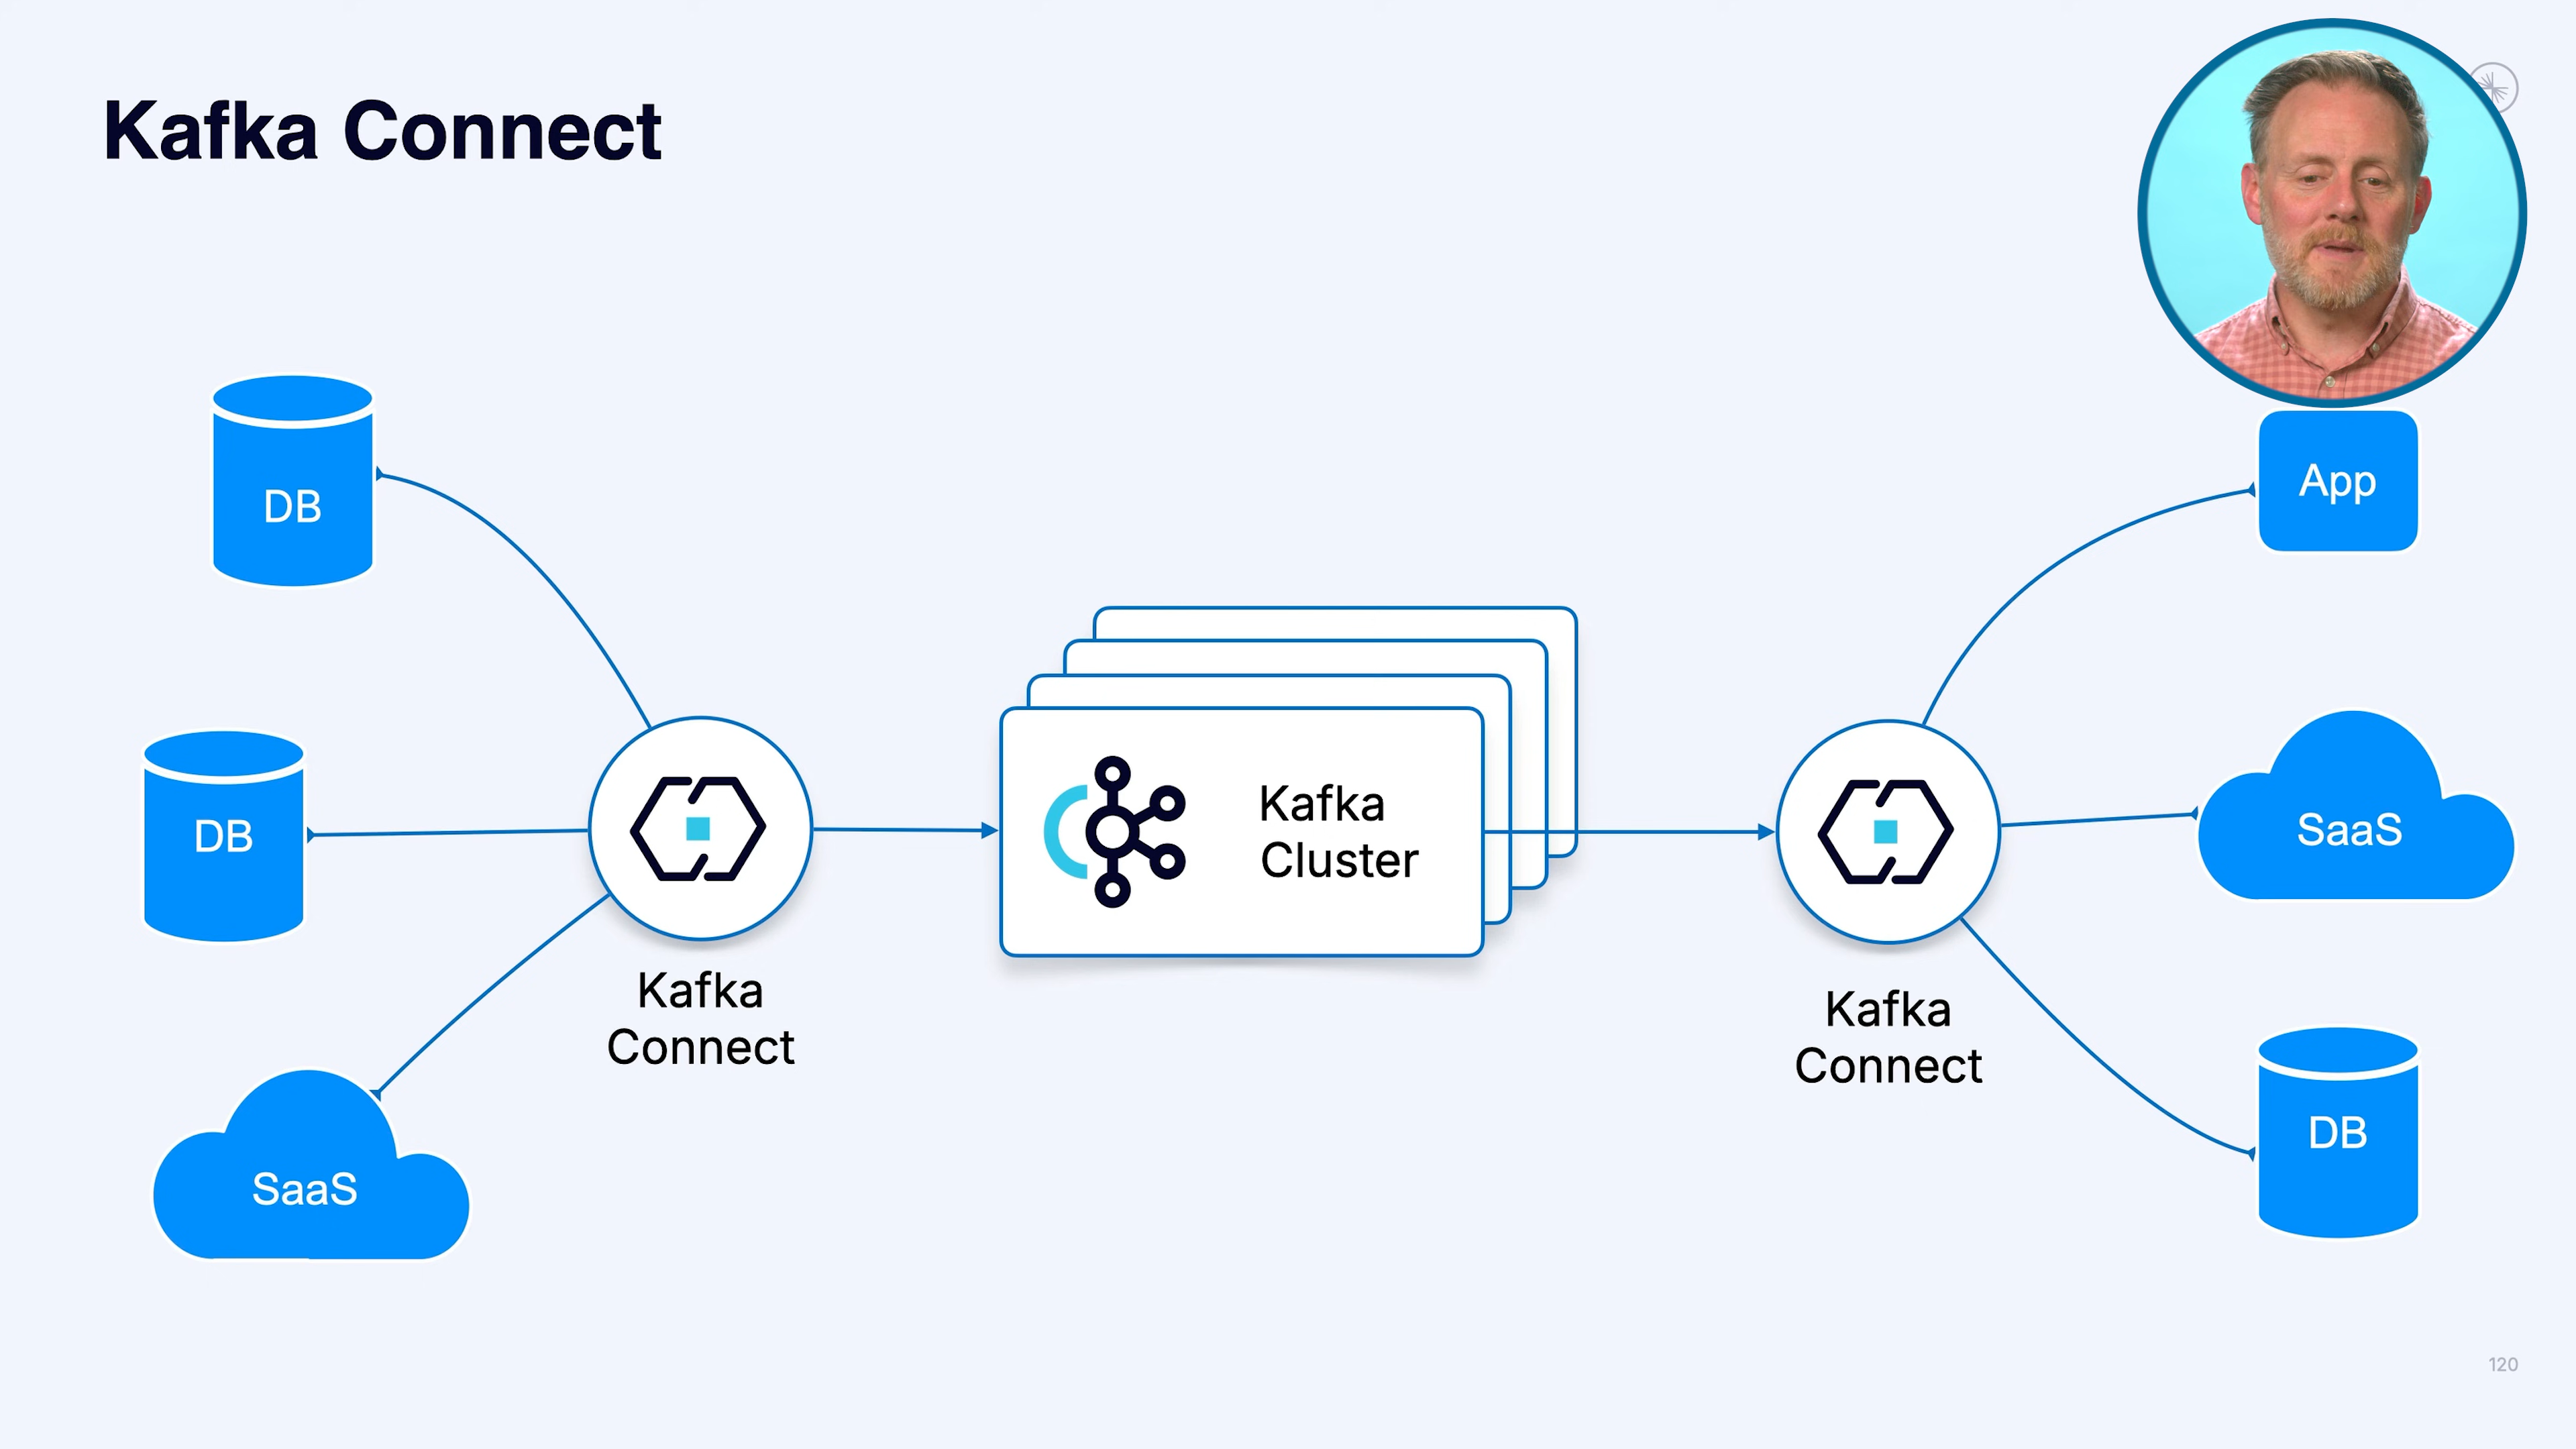 Kafka Connect
DB
App
DB
Kafka
Cluster
SaaS
Kafka
Connect
Kafka
Connect
DB
SaaS
120